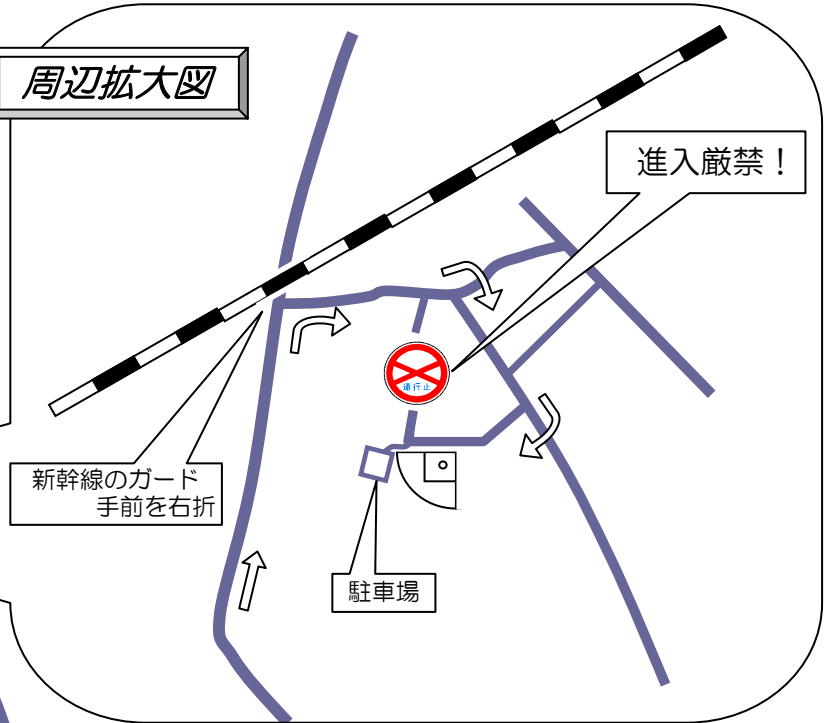 周辺拡大図
進入厳禁！
通行止
新幹線のガード
手前を右折
駐車場